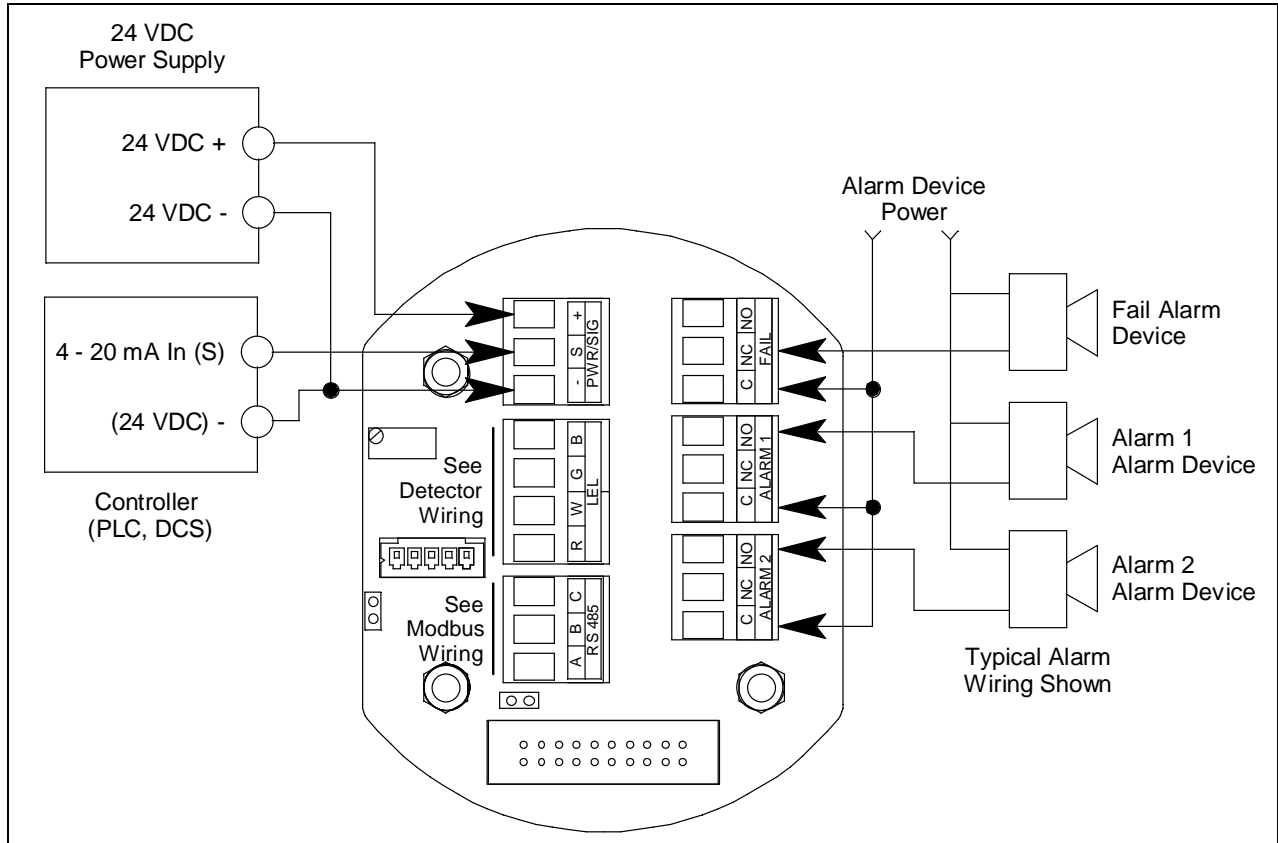 24 VDC
Power Supply
24 VDC +
24 VDC -
4 - 20 mA In (S)
(24 VDC) -
Controller
(PLC, DCS)
- S +
PWR/SIG
See
Detector
Wiring
R W G B
LEL
See
Modbus
Wiring
A B C
RS 485
Alarm Device
Power
C NC NO
FAIL
C NC NO
ALARM 1
C NC NO
ALARM 2
Fail Alarm
Device
Alarm 1
Alarm Device
Alarm 2
Alarm Device
Typical Alarm
Wiring Shown